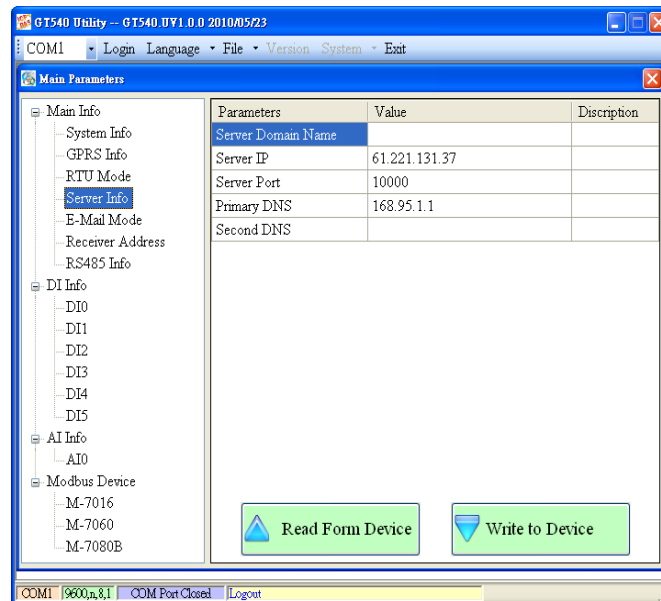 GT540 Utility -- GT540.UV1.0.0 2010/05/23
COM1 Login Language File Version System Exit
Main Parameters
Main Info
System Info
GPRS Info
RTU Mode
Server Info
E-Mail Mode
Receiver Address
RS485 Info
DI Info
DI0
DI1
DI2
DI3
DI4
DI5
AI Info
AI0
Modbus Device
M-7016
M-7060
M-7080B
Parameters Value Discription
Server Domain Name
Server IP 61.221.131.37
Server Port 10000
Primary DNS 168.95.1.1
Second DNS
Read Form Device Write to Device
COM1 9600,n,8,1 COM Port Closed Logout